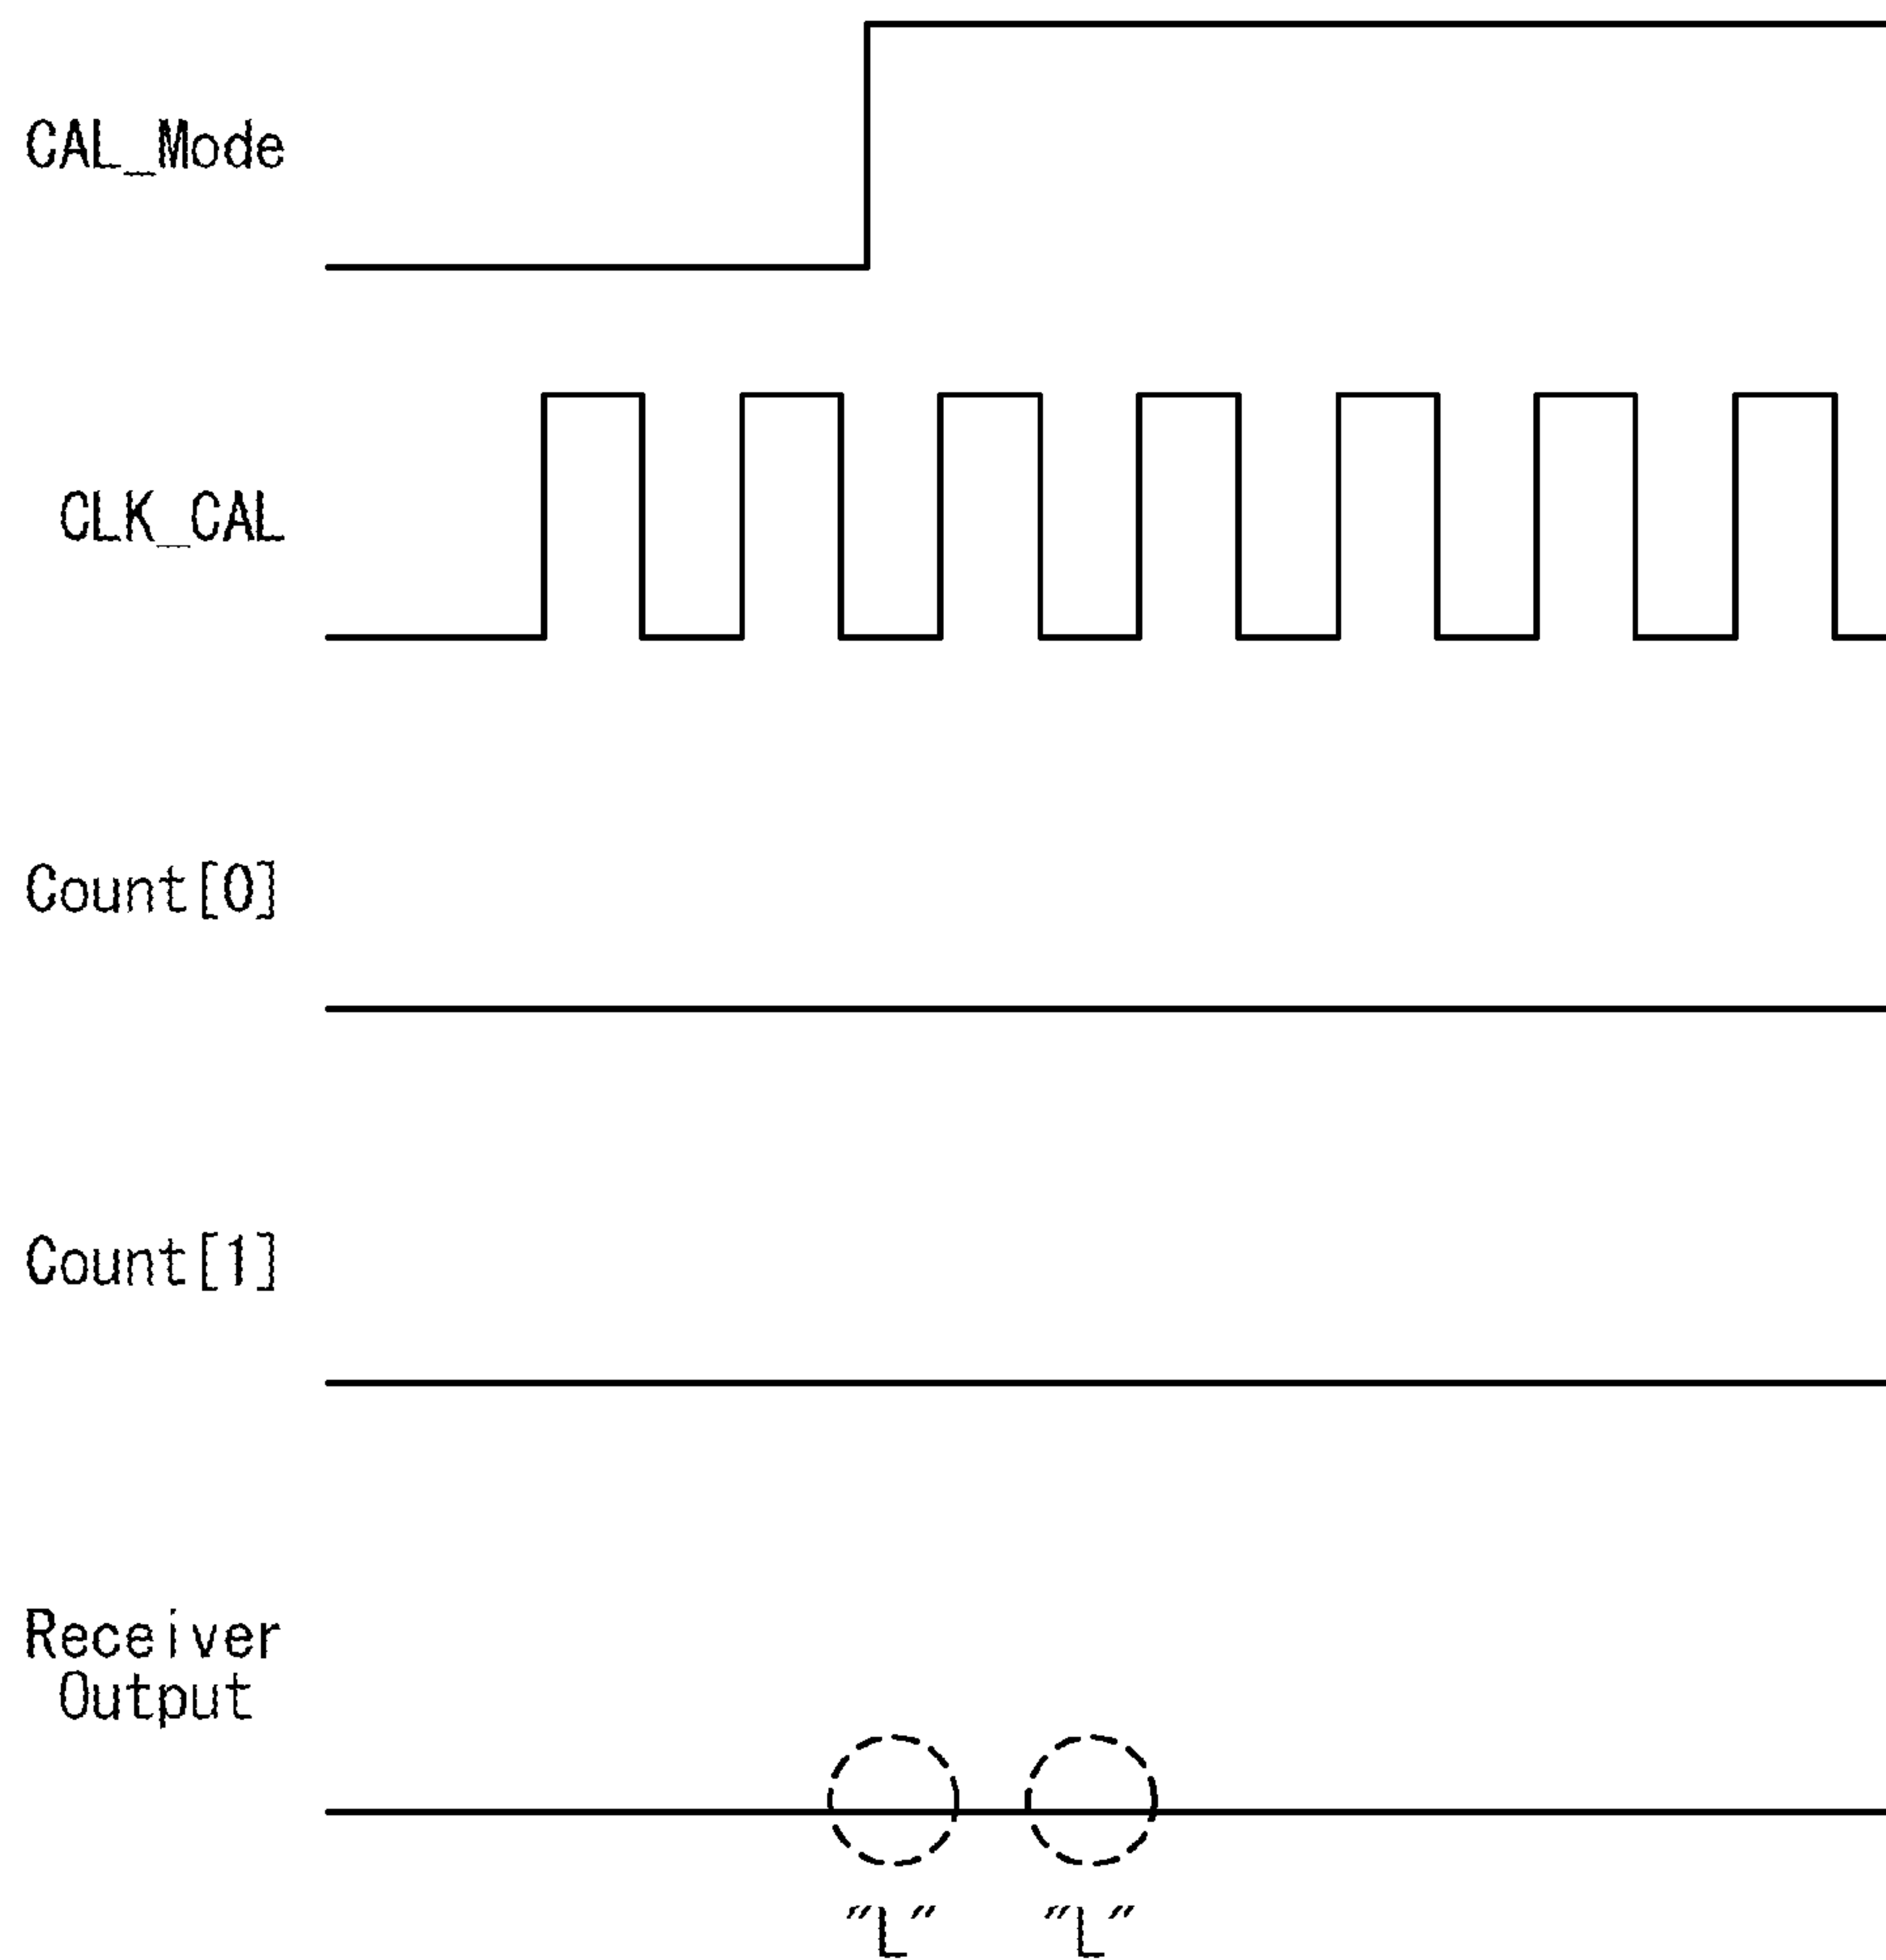 CAL_Mode
CLK_CAL
Count[0]
Count[1]
Receiver
Output
"L" "L"